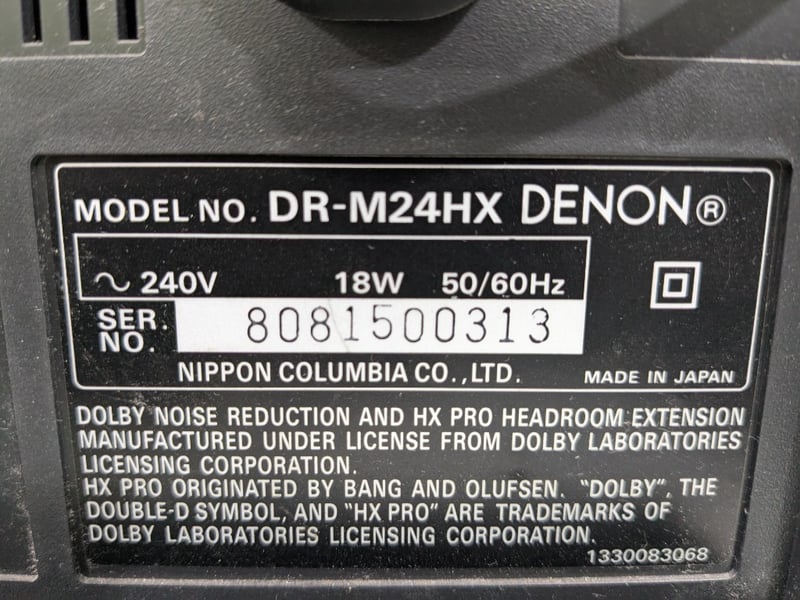 MODEL NO. DR-M24HX DENON®
~ 240V 18W 50/60Hz
SER. NO. 8081500313
NIPPON COLUMBIA CO., LTD. MADE IN JAPAN
DOLBY NOISE REDUCTION AND HX PRO HEADROOM EXTENSION
MANUFACTURED UNDER LICENSE FROM DOLBY LABORATORIES
LICENSING CORPORATION.
HX PRO ORIGINATED BY BANG AND OLUFSEN. "DOLBY", THE
DOUBLE-D SYMBOL, AND "HX PRO" ARE TRADEMARKS OF
DOLBY LABORATORIES LICENSING CORPORATION.
1330083068